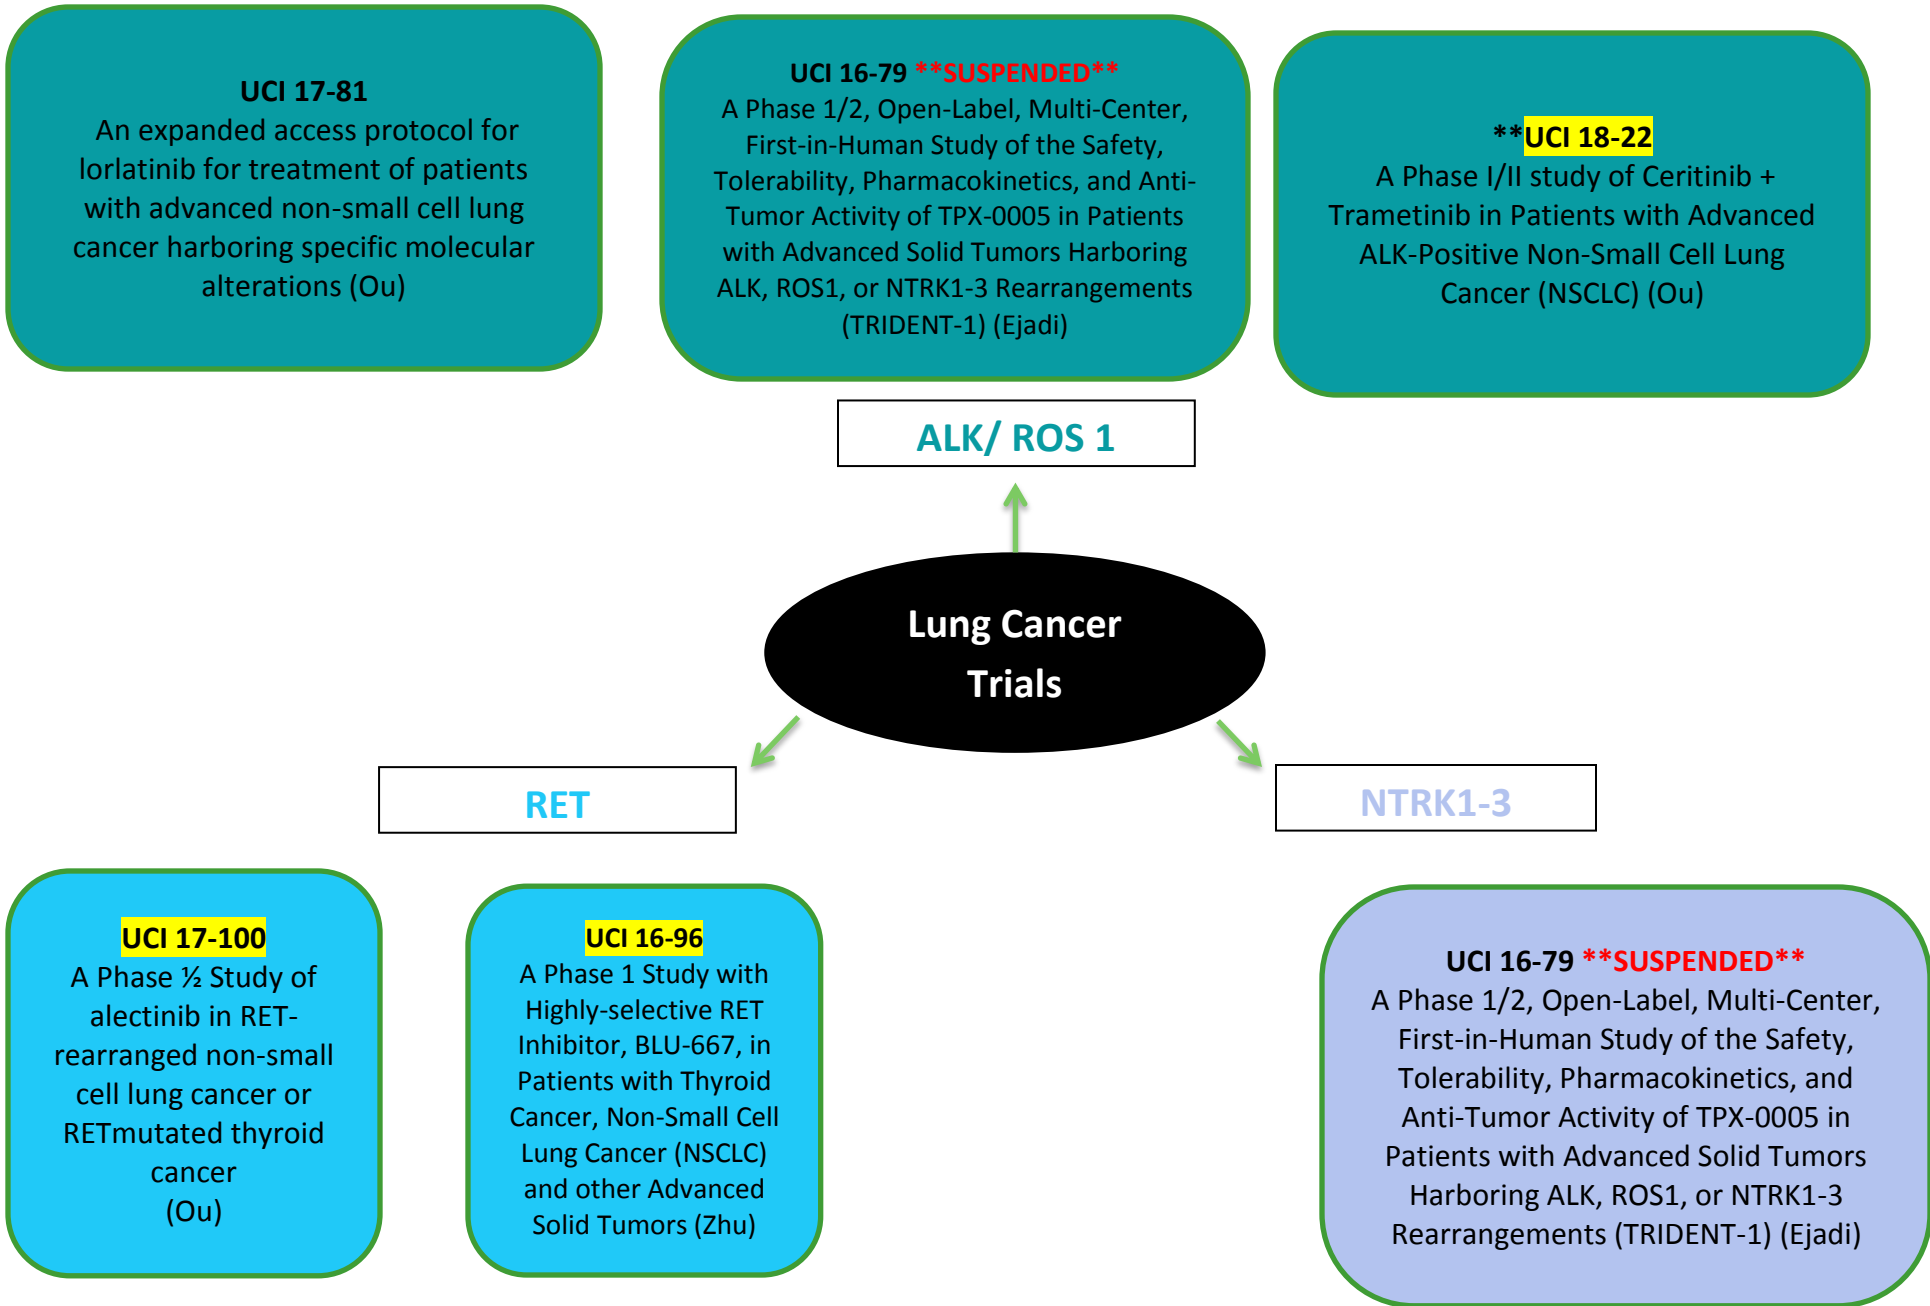 UCI 17-81
An expanded access protocol for
lorlatinib for treatment of patients
with advanced non-small cell lung
cancer harboring specific molecular
alterations (Ou)
UCI 16-79 **SUSPENDED**
A Phase 1/2, Open-Label, Multi-Center,
First-in-Human Study of the Safety,
Tolerability, Pharmacokinetics, and Anti-
Tumor Activity of TPX-0005 in Patients
with Advanced Solid Tumors Harboring
ALK, ROS1, or NTRK1-3 Rearrangements
(TRIDENT-1) (Ejadi)
**UCI 18-22
A Phase I/II study of Ceritinib +
Trametinib in Patients with Advanced
ALK-Positive Non-Small Cell Lung
Cancer (NSCLC) (Ou)
ALK/ ROS 1
Lung Cancer
Trials
RET
NTRK1-3
UCI 17-100
A Phase ½ Study of
alectinib in RET-
rearranged non-small
cell lung cancer or
RETmutated thyroid
cancer
(Ou)
UCI 16-96
A Phase 1 Study with
Highly-selective RET
Inhibitor, BLU-667, in
Patients with Thyroid
Cancer, Non-Small Cell
Lung Cancer (NSCLC)
and other Advanced
Solid Tumors (Zhu)
UCI 16-79 **SUSPENDED**
A Phase 1/2, Open-Label, Multi-Center,
First-in-Human Study of the Safety,
Tolerability, Pharmacokinetics, and
Anti-Tumor Activity of TPX-0005 in
Patients with Advanced Solid Tumors
Harboring ALK, ROS1, or NTRK1-3
Rearrangements (TRIDENT-1) (Ejadi)